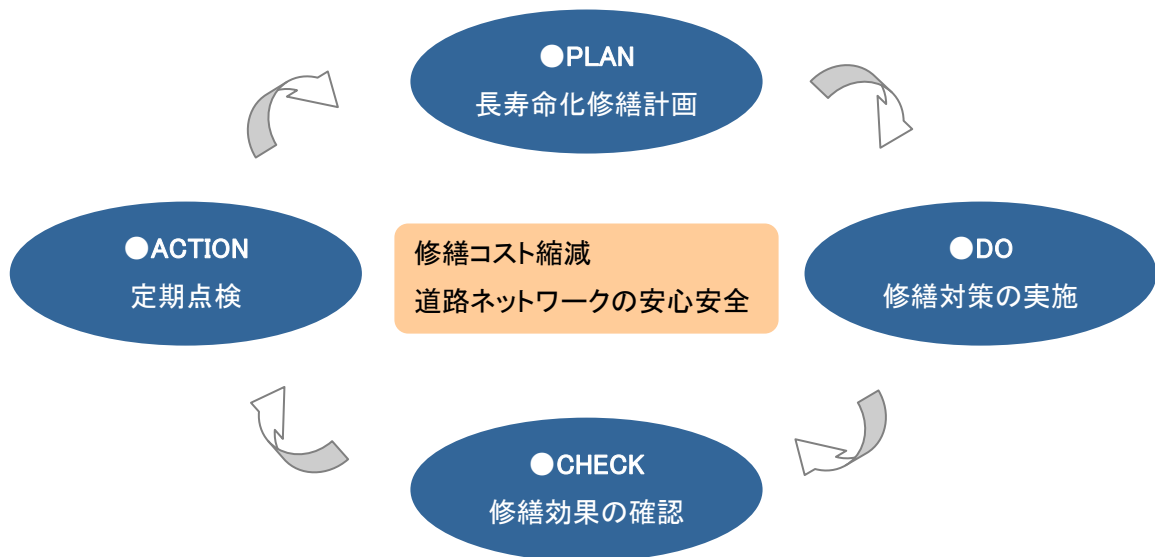 ●PLAN
長寿命化修繕計画
●ACTION
定期点検
修繕コスト縮減
道路ネットワークの安心安全
●DO
修繕対策の実施
●CHECK
修繕効果の確認